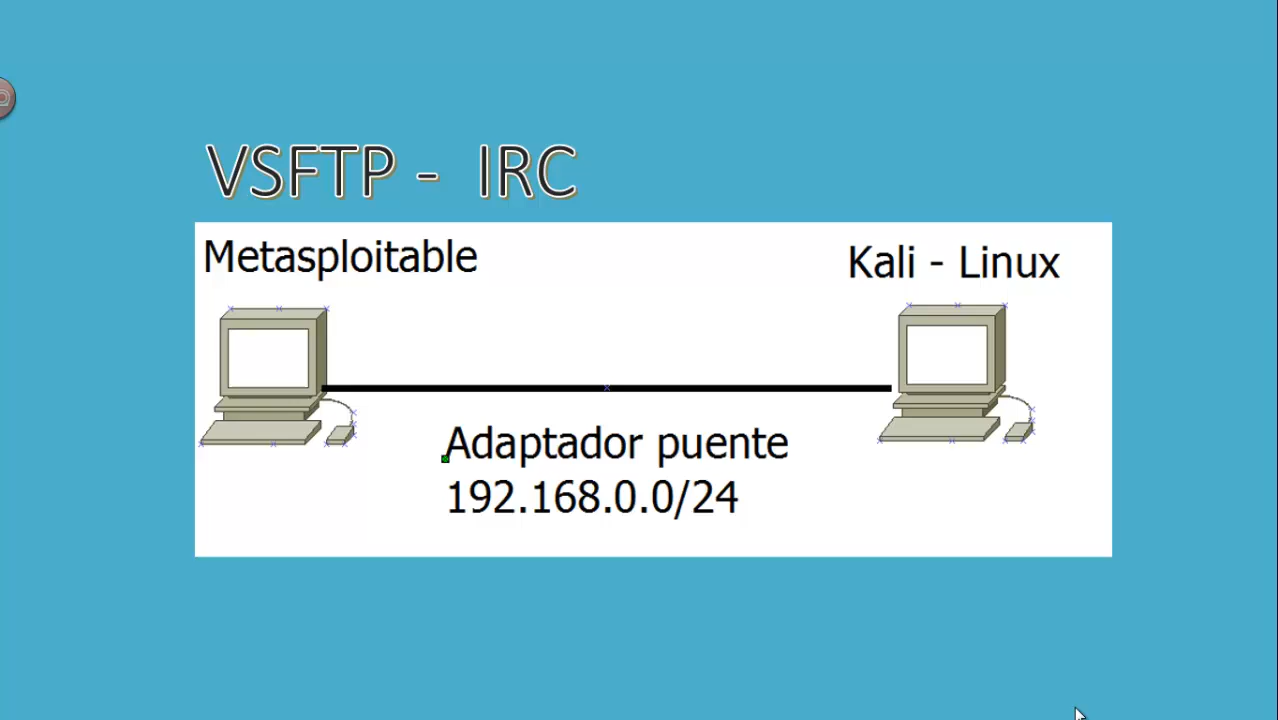 VSFTP - IRC
Metasploitable
Kali - Linux
Adaptador puente
192.168.0.0/24